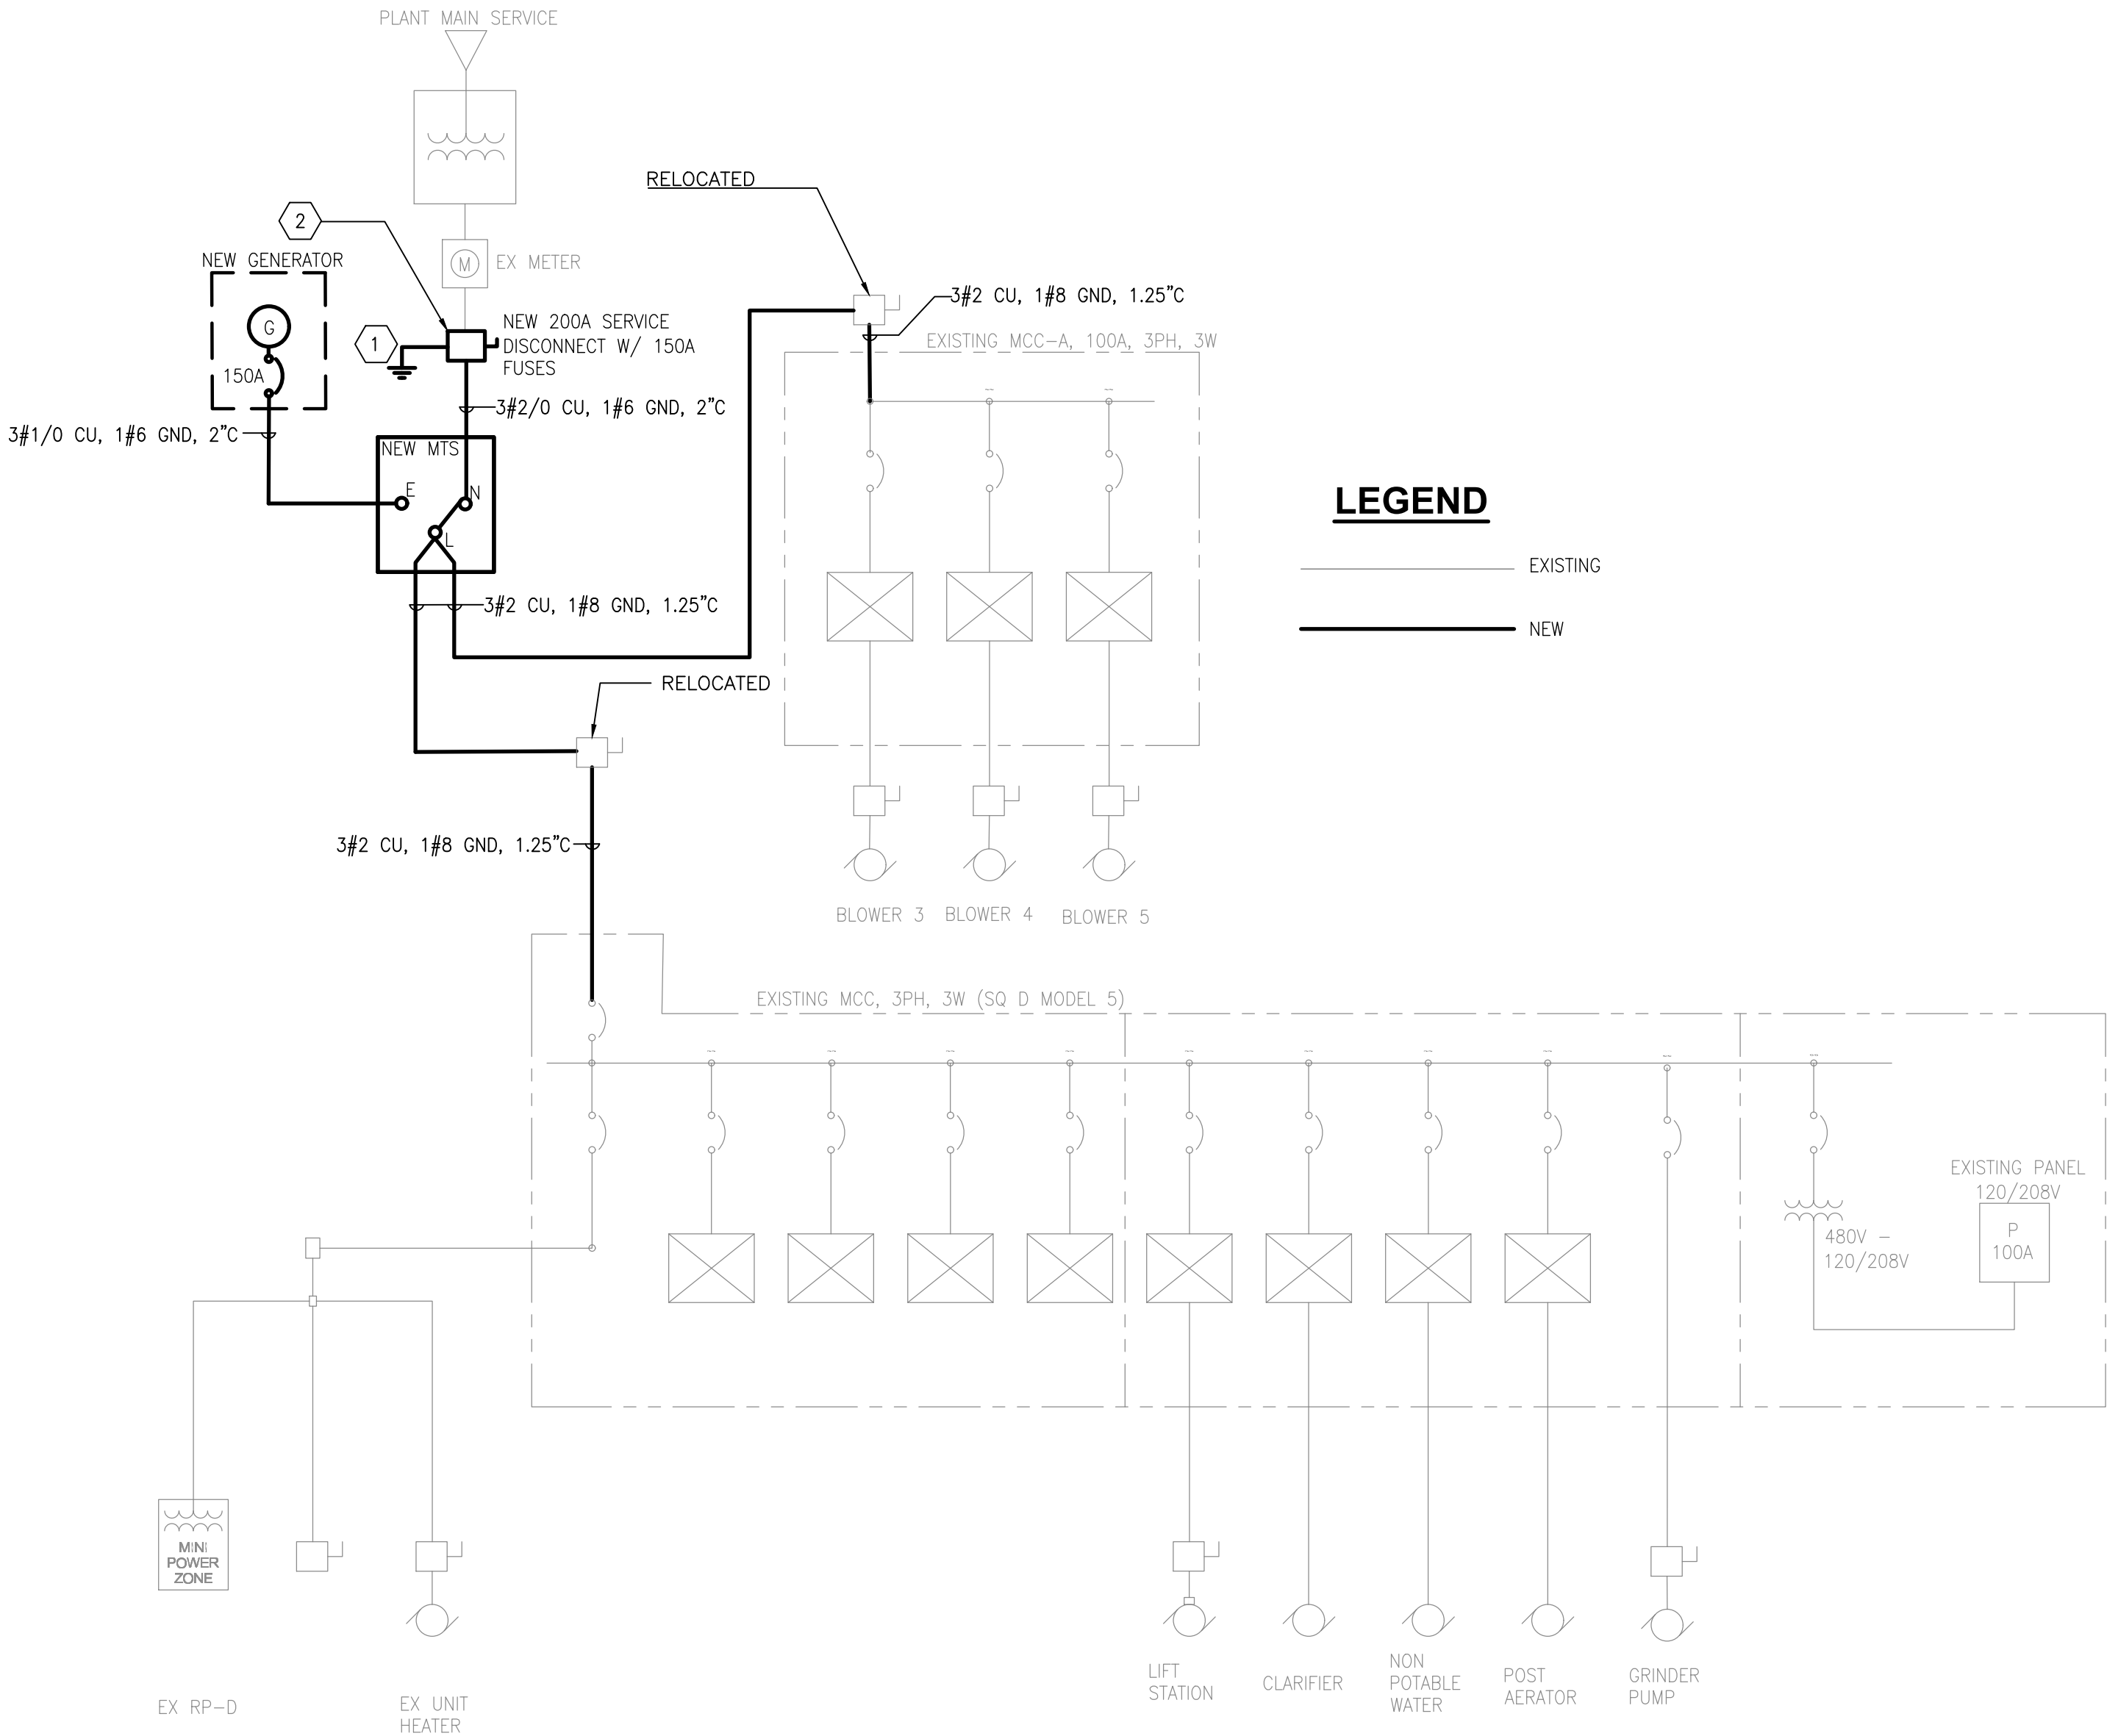 PLANT MAIN SERVICE
RELOCATED
2
NEW GENERATOR
M
EX METER
3#2 CU, 1#8 GND, 1.25"C
G
1
NEW 200A SERVICE
DISCONNECT W/ 150A
FUSES
EXISTING MCC-A, 100A, 3PH, 3W
150A
3#2/0 CU, 1#6 GND, 2"C
3#1/0 CU, 1#6 GND, 2"C
NEW MTS
E
N
L
LEGEND
EXISTING
NEW
3#2 CU, 1#8 GND, 1.25"C
RELOCATED
3#2 CU, 1#8 GND, 1.25"C
BLOWER 3
BLOWER 4
BLOWER 5
EXISTING MCC, 3PH, 3W (SQ D MODEL 5)
EXISTING PANEL
120/208V
P
100A
480V -
120/208V
MINI
POWER
ZONE
EX RP-D
EX UNIT
HEATER
LIFT
STATION
CLARIFIER
NON
POTABLE
WATER
POST
AERATOR
GRINDER
PUMP